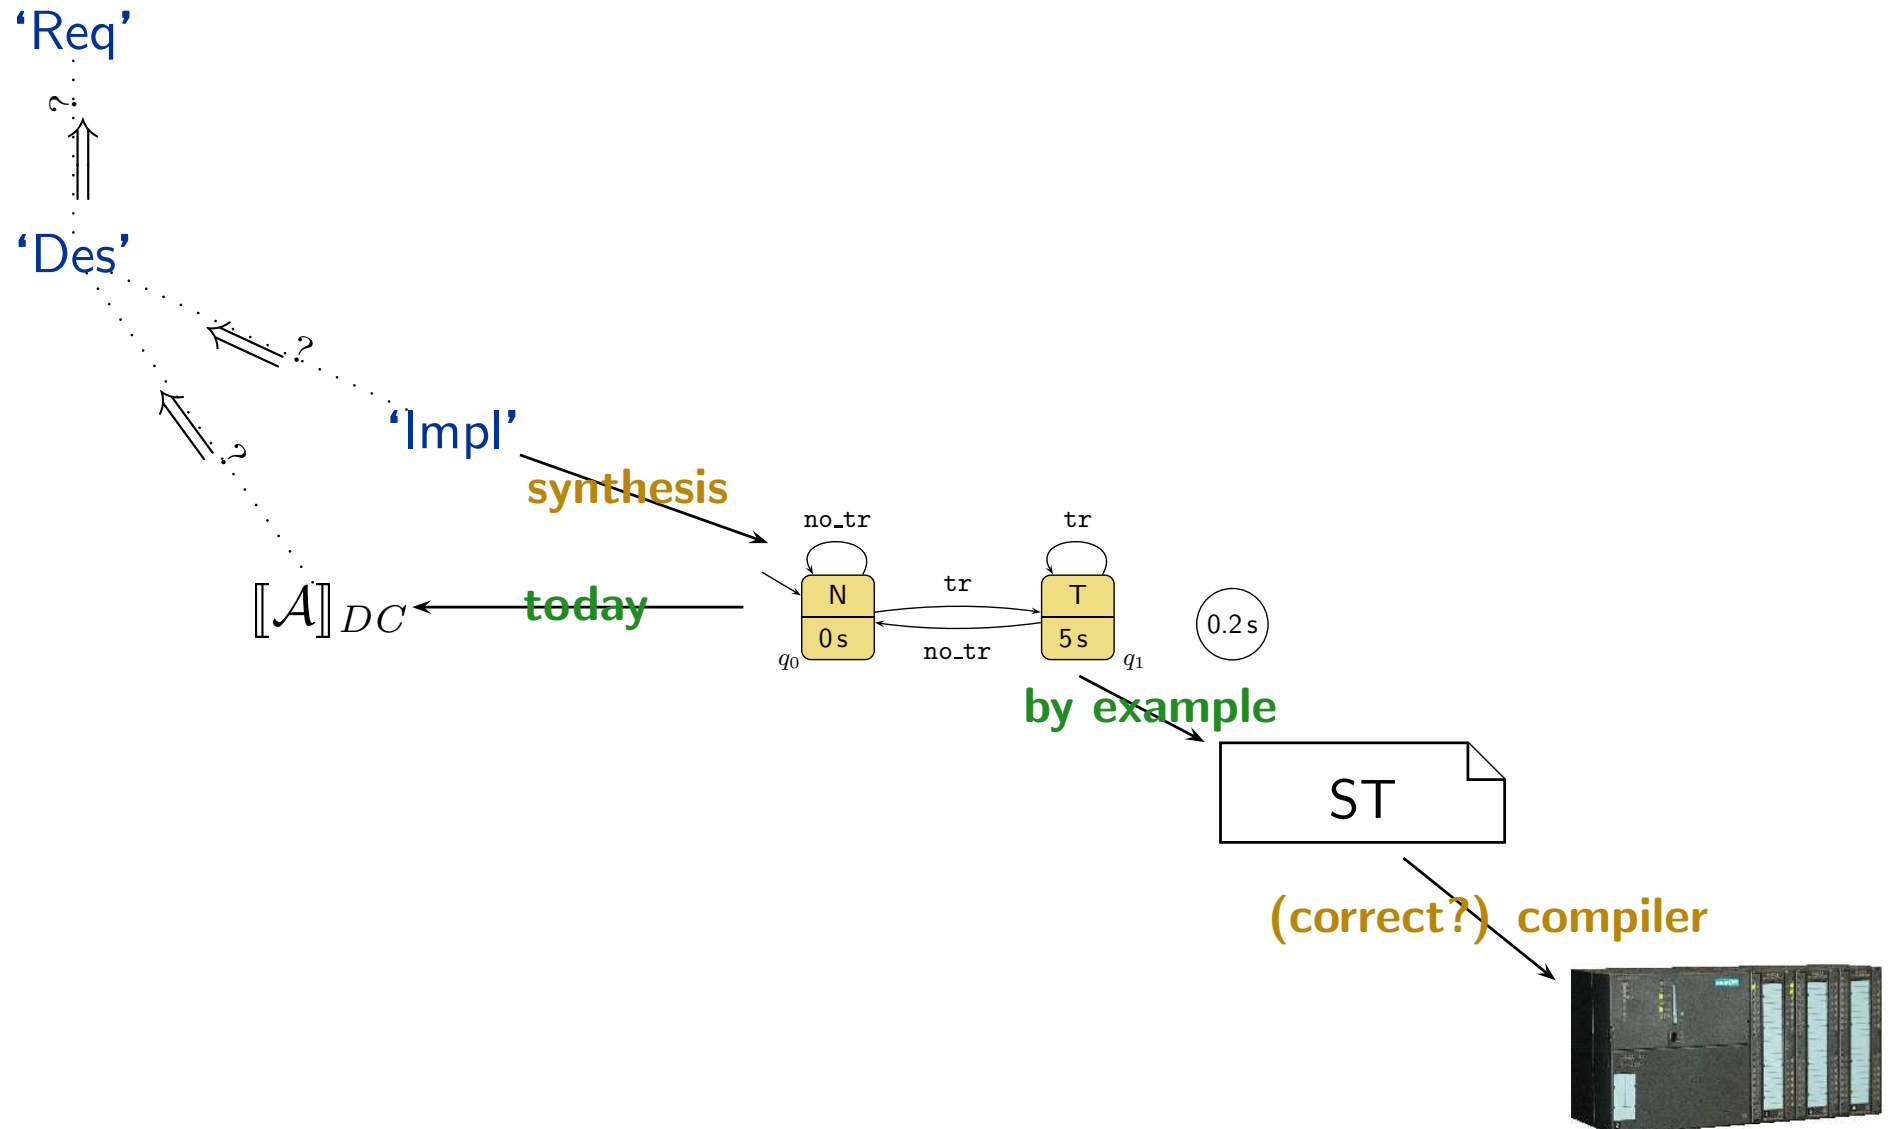 ‘Req’
?
‘Des’
?
?
‘Impl’
synthesis
no_tr
tr
N
tr
T
⟦𝒜⟧DC
today
0 s
5 s
0.2 s
q0
no_tr
q1
by example
ST
(correct?) compiler